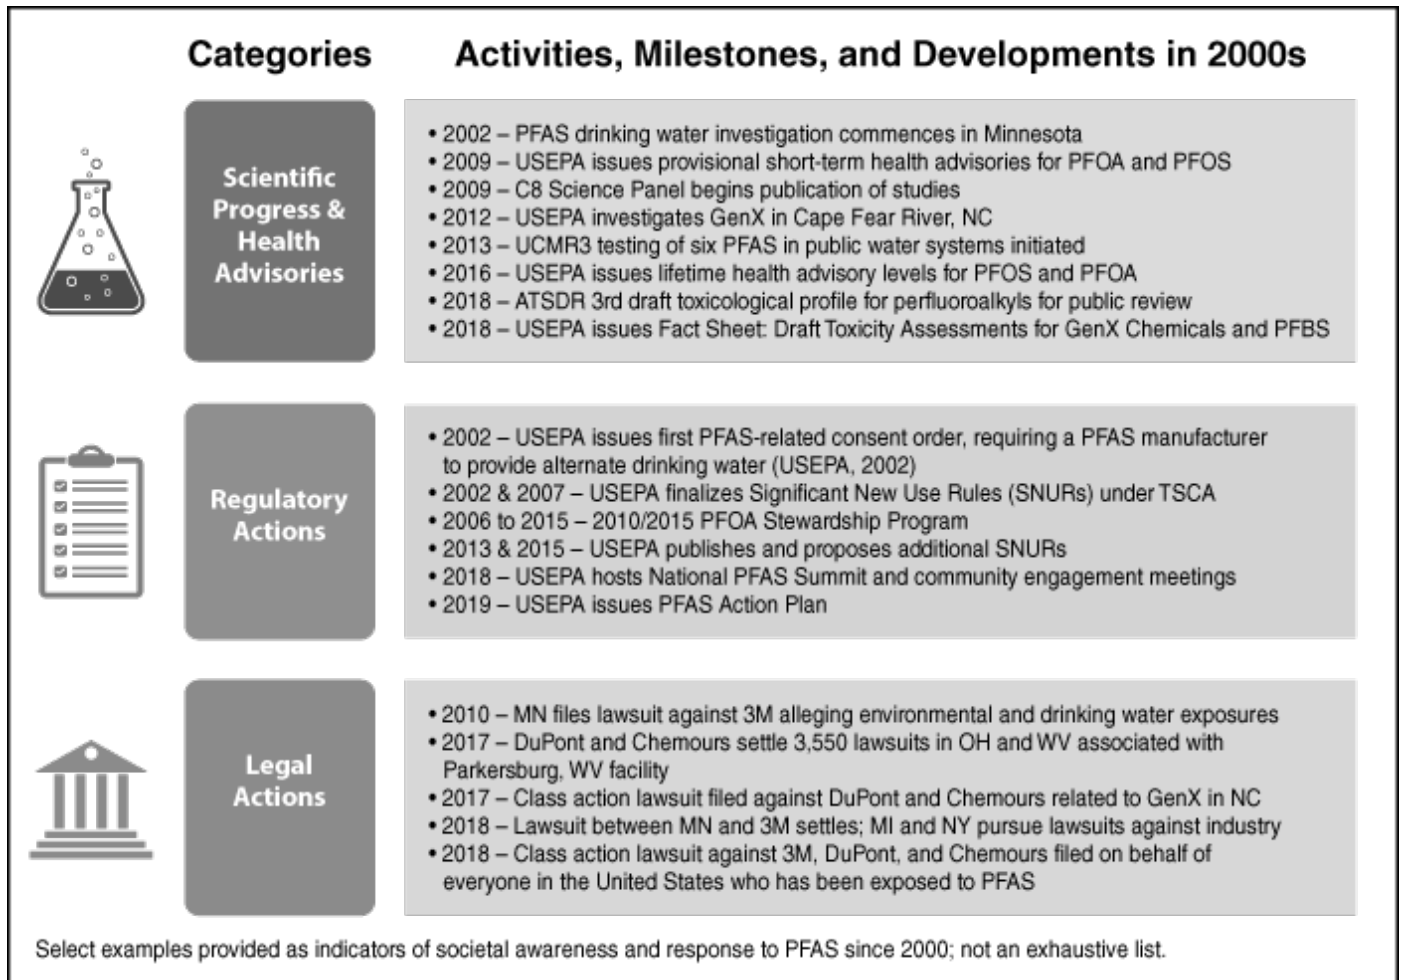 Categories
Activities, Milestones, and Developments in 2000s
Scientific
Progress &
Health
Advisories
• 2002 – PFAS drinking water investigation commences in Minnesota
• 2009 – USEPA issues provisional short-term health advisories for PFOA and PFOS
• 2009 – C8 Science Panel begins publication of studies
• 2012 – USEPA investigates GenX in Cape Fear River, NC
• 2013 – UCMR3 testing of six PFAS in public water systems initiated
• 2016 – USEPA issues lifetime health advisory levels for PFOS and PFOA
• 2018 – ATSDR 3rd draft toxicological profile for perfluoroalkyls for public review
• 2018 – USEPA issues Fact Sheet: Draft Toxicity Assessments for GenX Chemicals and PFBS
Regulatory
Actions
• 2002 – USEPA issues first PFAS-related consent order, requiring a PFAS manufacturer
to provide alternate drinking water (USEPA, 2002)
• 2002 & 2007 – USEPA finalizes Significant New Use Rules (SNURs) under TSCA
• 2006 to 2015 – 2010/2015 PFOA Stewardship Program
• 2013 & 2015 – USEPA publishes and proposes additional SNURs
• 2018 – USEPA hosts National PFAS Summit and community engagement meetings
• 2019 – USEPA issues PFAS Action Plan
Legal
Actions
• 2010 – MN files lawsuit against 3M alleging environmental and drinking water exposures
• 2017 – DuPont and Chemours settle 3,550 lawsuits in OH and WV associated with
Parkersburg, WV facility
• 2017 – Class action lawsuit filed against DuPont and Chemours related to GenX in NC
• 2018 – Lawsuit between MN and 3M settles; MI and NY pursue lawsuits against industry
• 2018 – Class action lawsuit against 3M, DuPont, and Chemours filed on behalf of
everyone in the United States who has been exposed to PFAS
Select examples provided as indicators of societal awareness and response to PFAS since 2000; not an exhaustive list.